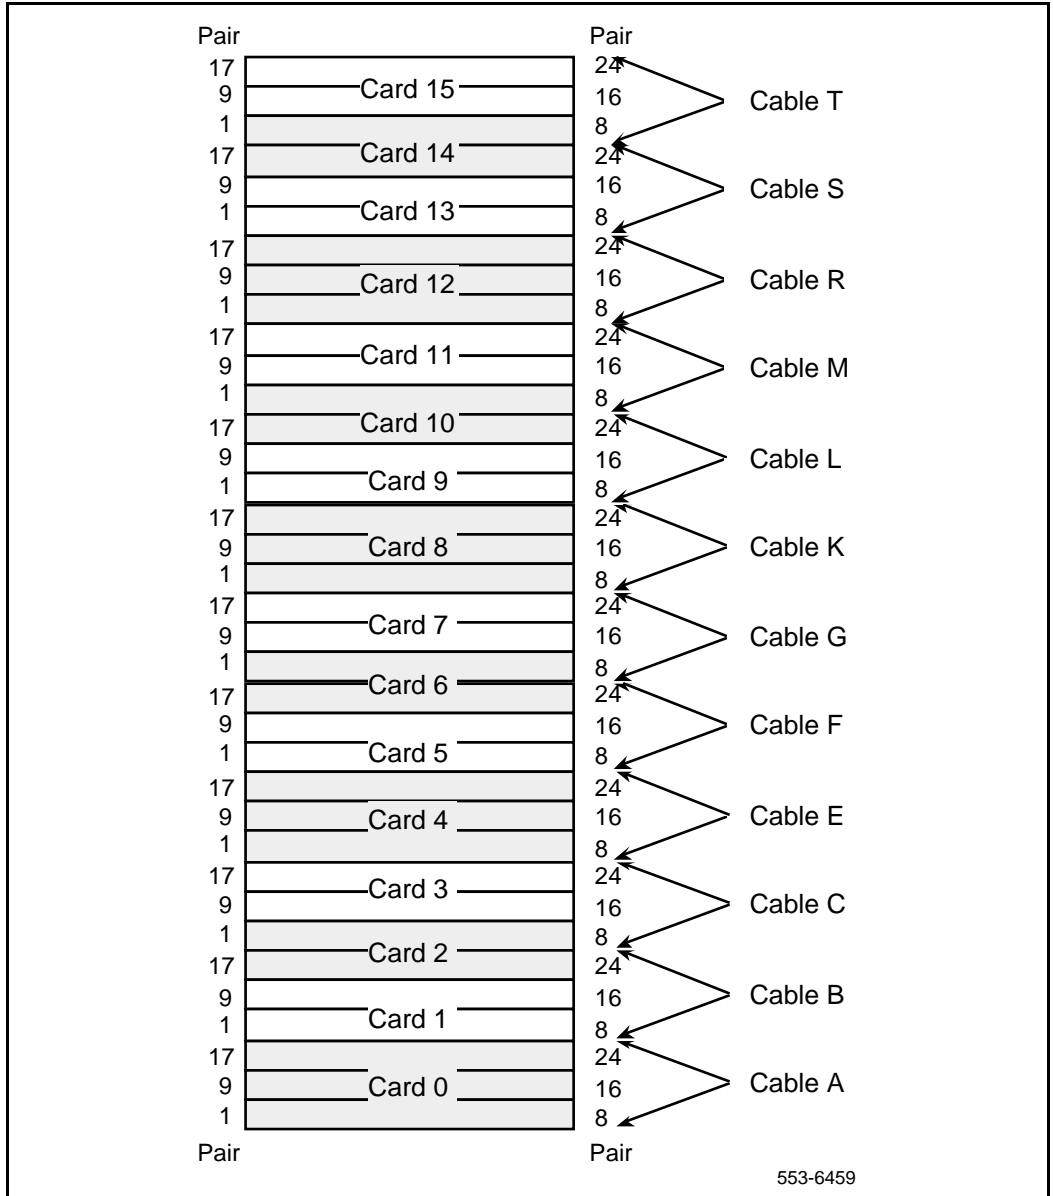 Pair Pair
17 24
Card 15
9 16 Cable T
1 8
17 Card 14 24
9 16 Cable S
1 Card 13 8
17 24
9 Card 12 16 Cable R
1 8
17 24
Card 11
9 16 Cable M
1 8
17 Card 10 24
9 16 Cable L
1 Card 9 8
17 24
9 Card 8 16 Cable K
1 8
17 24
Card 7
9 16 Cable G
1 8
Card 6
17 24
9 16 Cable F
1 Card 5 8
17 24
9 Card 4 16 Cable E
1 8
17 24
Card 3
9 16 Cable C
1 8
Card 2
17 24
9 16 Cable B
1 Card 1 8
17 24
9 Card 0 16 Cable A
1 8
Pair Pair
553-6459